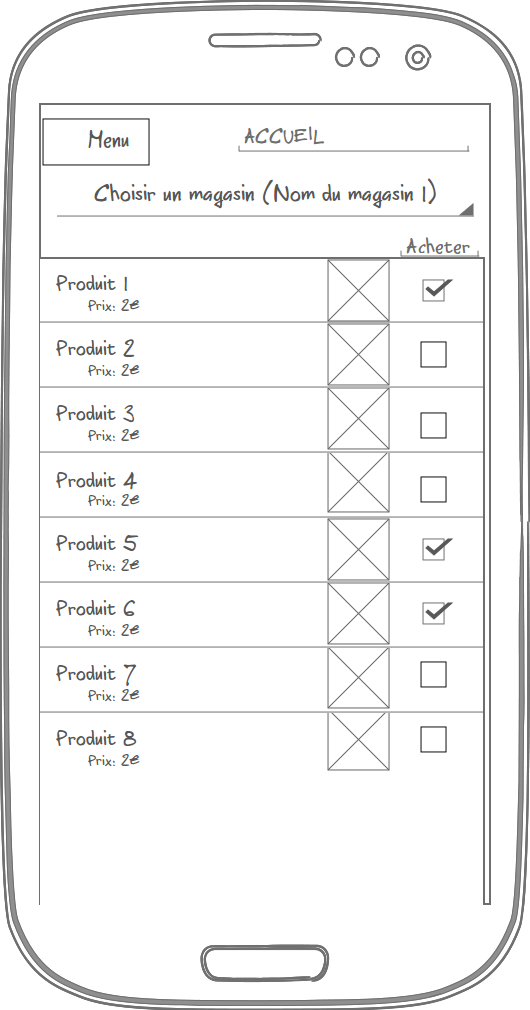 Menu
ACCUEIL
Choisir un magasin (Nom du magasin 1)
Acheter
Produit 1
Prix: 2€
Produit 2
Prix: 2€
Produit 3
Prix: 2€
Produit 4
Prix: 2€
Produit 5
Prix: 2€
Produit 6
Prix: 2€
Produit 7
Prix: 2€
Produit 8
Prix: 2€